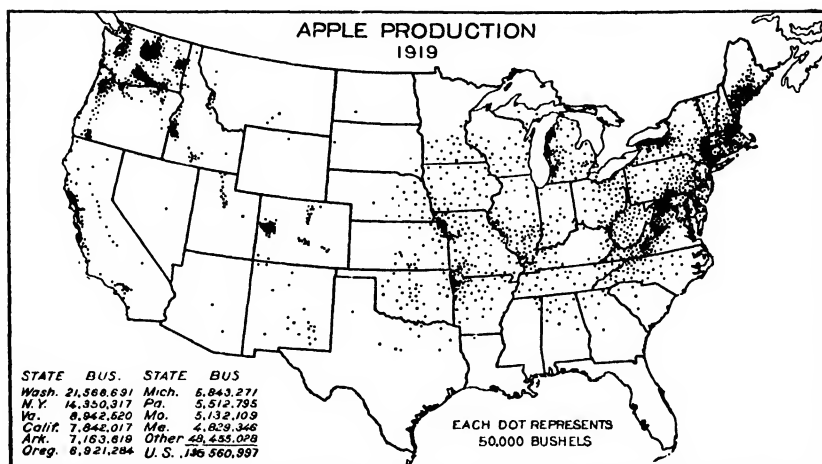 APPLE PRODUCTION
1919
STATE BUS. STATE BUS
Wash. 21,568,691 Mich. 5,843,271
N.Y. 14,350,317 Pa. 5,512,795
Va. 8,942,520 Mo. 5,132,109
Calif. 7,842,017 Me. 4,829,346
Ark. 7,163,619 Other 48,455,028
Oreg. 6,921,284 U.S. 136,560,997
EACH DOT REPRESENTS
50,000 BUSHELS